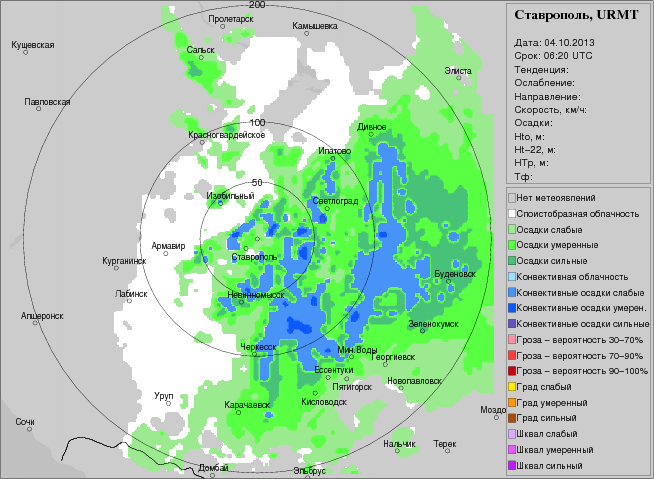 200
Пролетарск
Камышевка
Кущевская
Сальск
Элиста
Павловская
100
Дивное
Красногвардейское
Ипатово
50
Изобильный
Светлоград
Армавир
Ставрополь
Курганинск
Буденовск
Лабинск
Невинномысск
Апшеронск
Зеленокумск
Черкесск
Мин.Воды
Георгиевск
Ессентуки
Пятигорск
Новопавловск
Уруп
Кисловодск
Карачаевск
Моздо
Сочи
Нальчик
Терек
Домбай
Эльбрус
Ставрополь, URMT
Дата: 04.10.2013
Срок: 06:20 UTC
Тенденция:
Ослабление:
Направление:
Скорость, км/ч:
Осадки:
Hto, м:
Ht-22, м:
HTp, м:
Tф:
Нет метеоявлений
Слоистобразная облачность
Осадки слабые
Осадки умеренные
Осадки сильные
Конвективная облачность
Конвективные осадки слабые
Конвективные осадки умерен.
Конвективные осадки сильные
Гроза – вероятность 30–70%
Гроза – вероятность 70–90%
Гроза – вероятность 90–100%
Град слабый
Град умеренный
Град сильный
Шквал слабый
Шквал умеренный
Шквал сильный